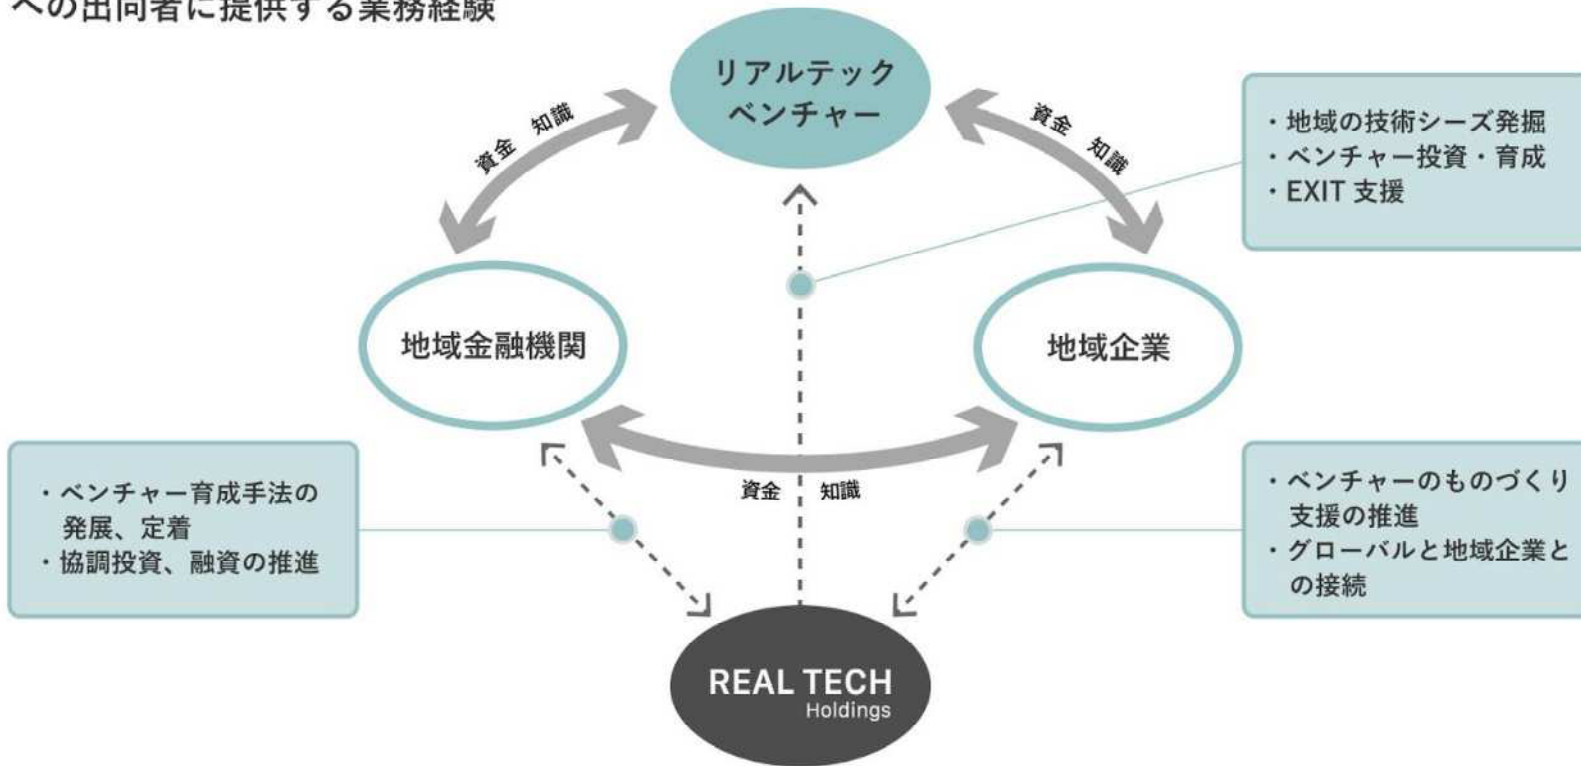 への出向者に提供する業務経験
リアルテック
ベンチャー
資金 知識
資金 知識
・地域の技術シーズ発掘
・ベンチャー投資・育成
・EXIT 支援
地域金融機関
地域企業
資金 知識
・ベンチャー育成手法の
発展、定着
・協調投資、融資の推進
・ベンチャーのものづくり
支援の推進
・グローバルと地域企業と
の接続
REAL TECH
Holdings